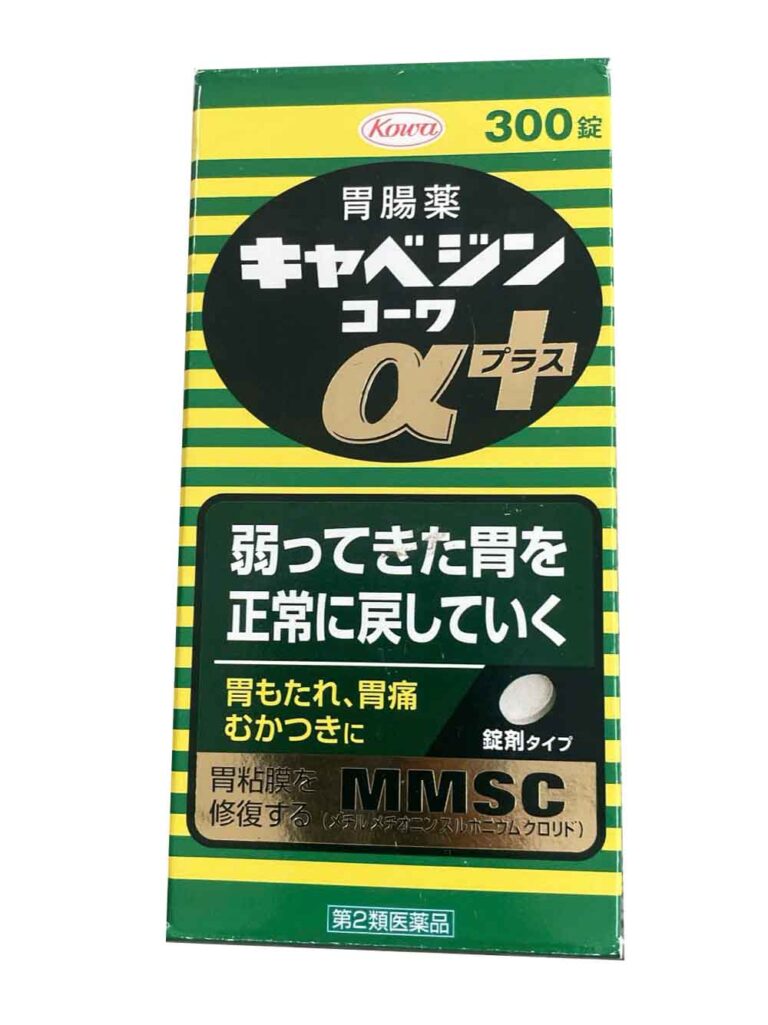 Kowa
300錠
胃腸薬
キャベジン
コーワ
α+
プラス
弱ってきた胃を
正常に戻していく
胃もたれ、胃痛
むかつきに
錠剤タイプ
胃粘膜を
修復する
MMSC
(メチルメチオニンスルホニウムクロリド)
第2類医薬品